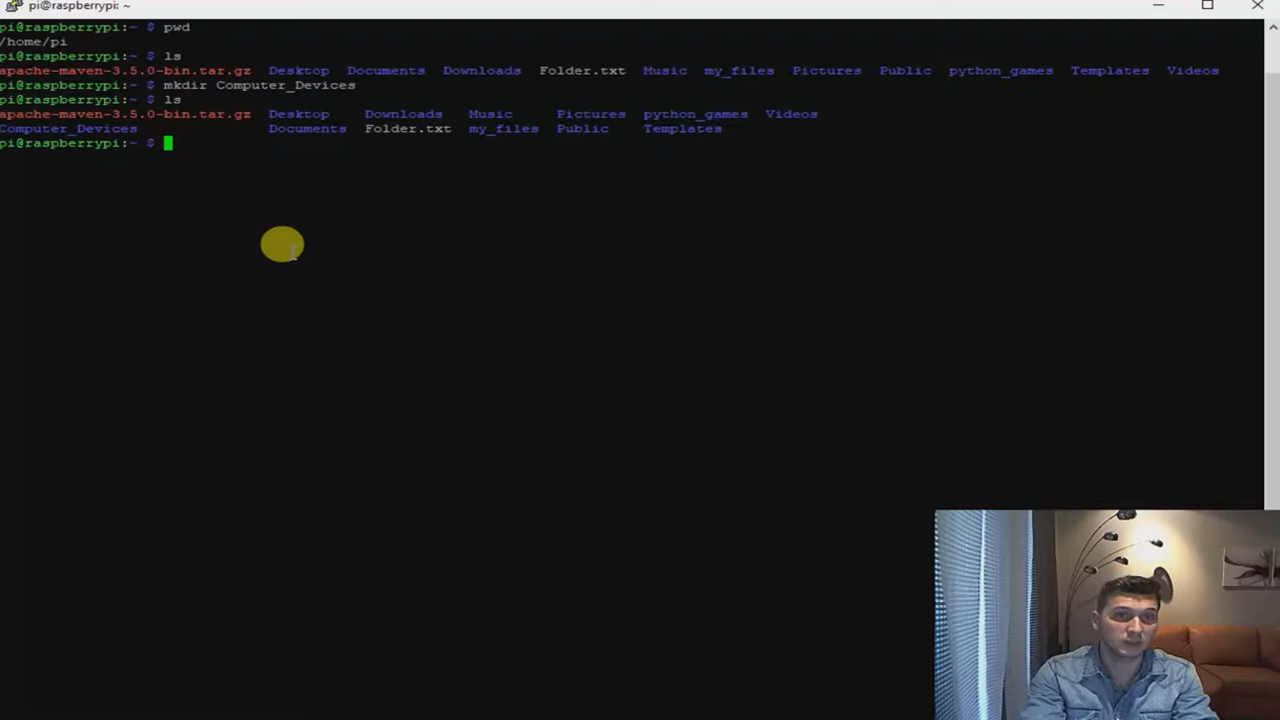 pi@raspberrypi: ~
pi@raspberrypi:~ $ pwd
/home/pi
pi@raspberrypi:~ $ ls
apache-maven-3.5.0-bin.tar.gz  Desktop  Documents  Downloads  Folder.txt  Music  my_files  Pictures  Public  python_games  Templates  Videos
pi@raspberrypi:~ $ mkdir Computer_Devices
pi@raspberrypi:~ $ ls
apache-maven-3.5.0-bin.tar.gz  Desktop    Downloads   Music     Pictures  python_games  Videos
Computer_Devices               Documents  Folder.txt  my_files  Public    Templates
pi@raspberrypi:~ $